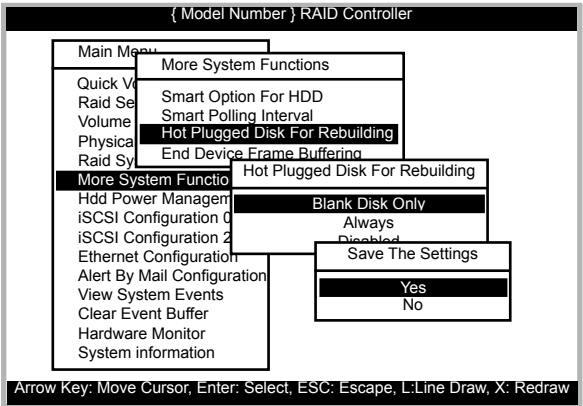 { Model Number } RAID Controller
Main Menu
More System Functions
Quick Vo
Smart Option For HDD
Raid Se
Smart Polling Interval
Volume
Hot Plugged Disk For Rebuilding
Physica
End Device Frame Buffering
Raid Sy
Hot Plugged Disk For Rebuilding
More System Functio
Hdd Power Managem
Blank Disk Only
iSCSI Configuration 0
Always
iSCSI Configuration 2
Disabled
Ethernet Configuration
Save The Settings
Alert By Mail Configuration
View System Events
Yes
Clear Event Buffer
No
Hardware Monitor
System information
Arrow Key: Move Cursor, Enter: Select, ESC: Escape, L:Line Draw, X: Redraw